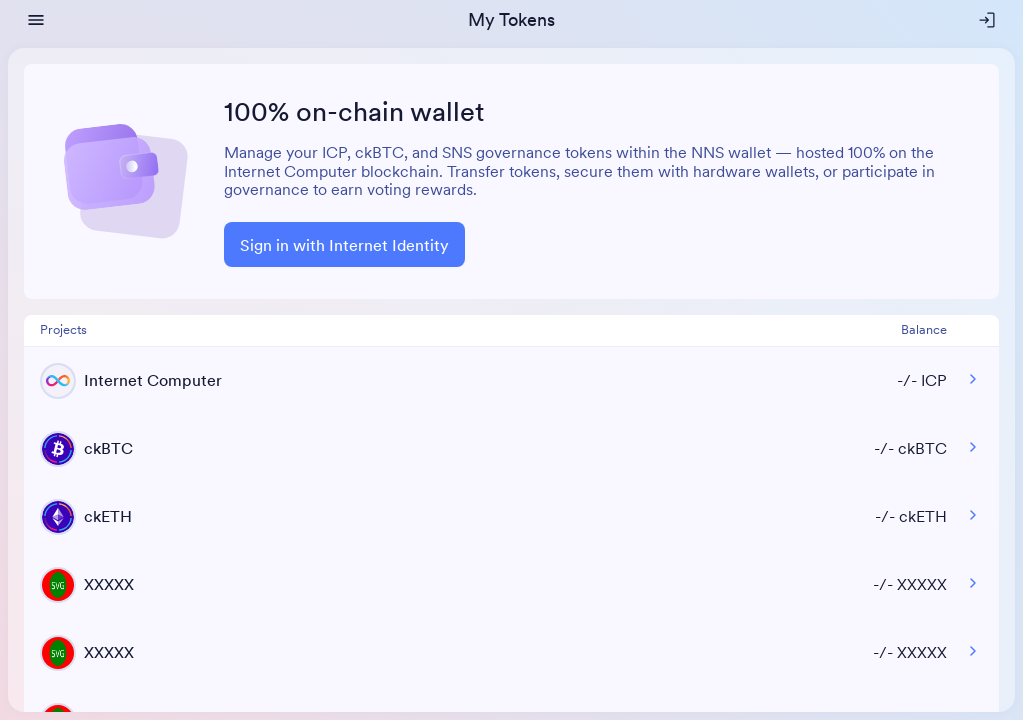 My Tokens
100% on-chain wallet
Manage your ICP, ckBTC, and SNS governance tokens within the NNS wallet — hosted 100% on the
Internet Computer blockchain. Transfer tokens, secure them with hardware wallets, or participate in
governance to earn voting rewards.
Sign in with Internet Identity
Projects Balance
Internet Computer -/- ICP
ckBTC -/- ckBTC
ckETH -/- ckETH
SVG XXXXX -/- XXXXX
SVG XXXXX -/- XXXXX